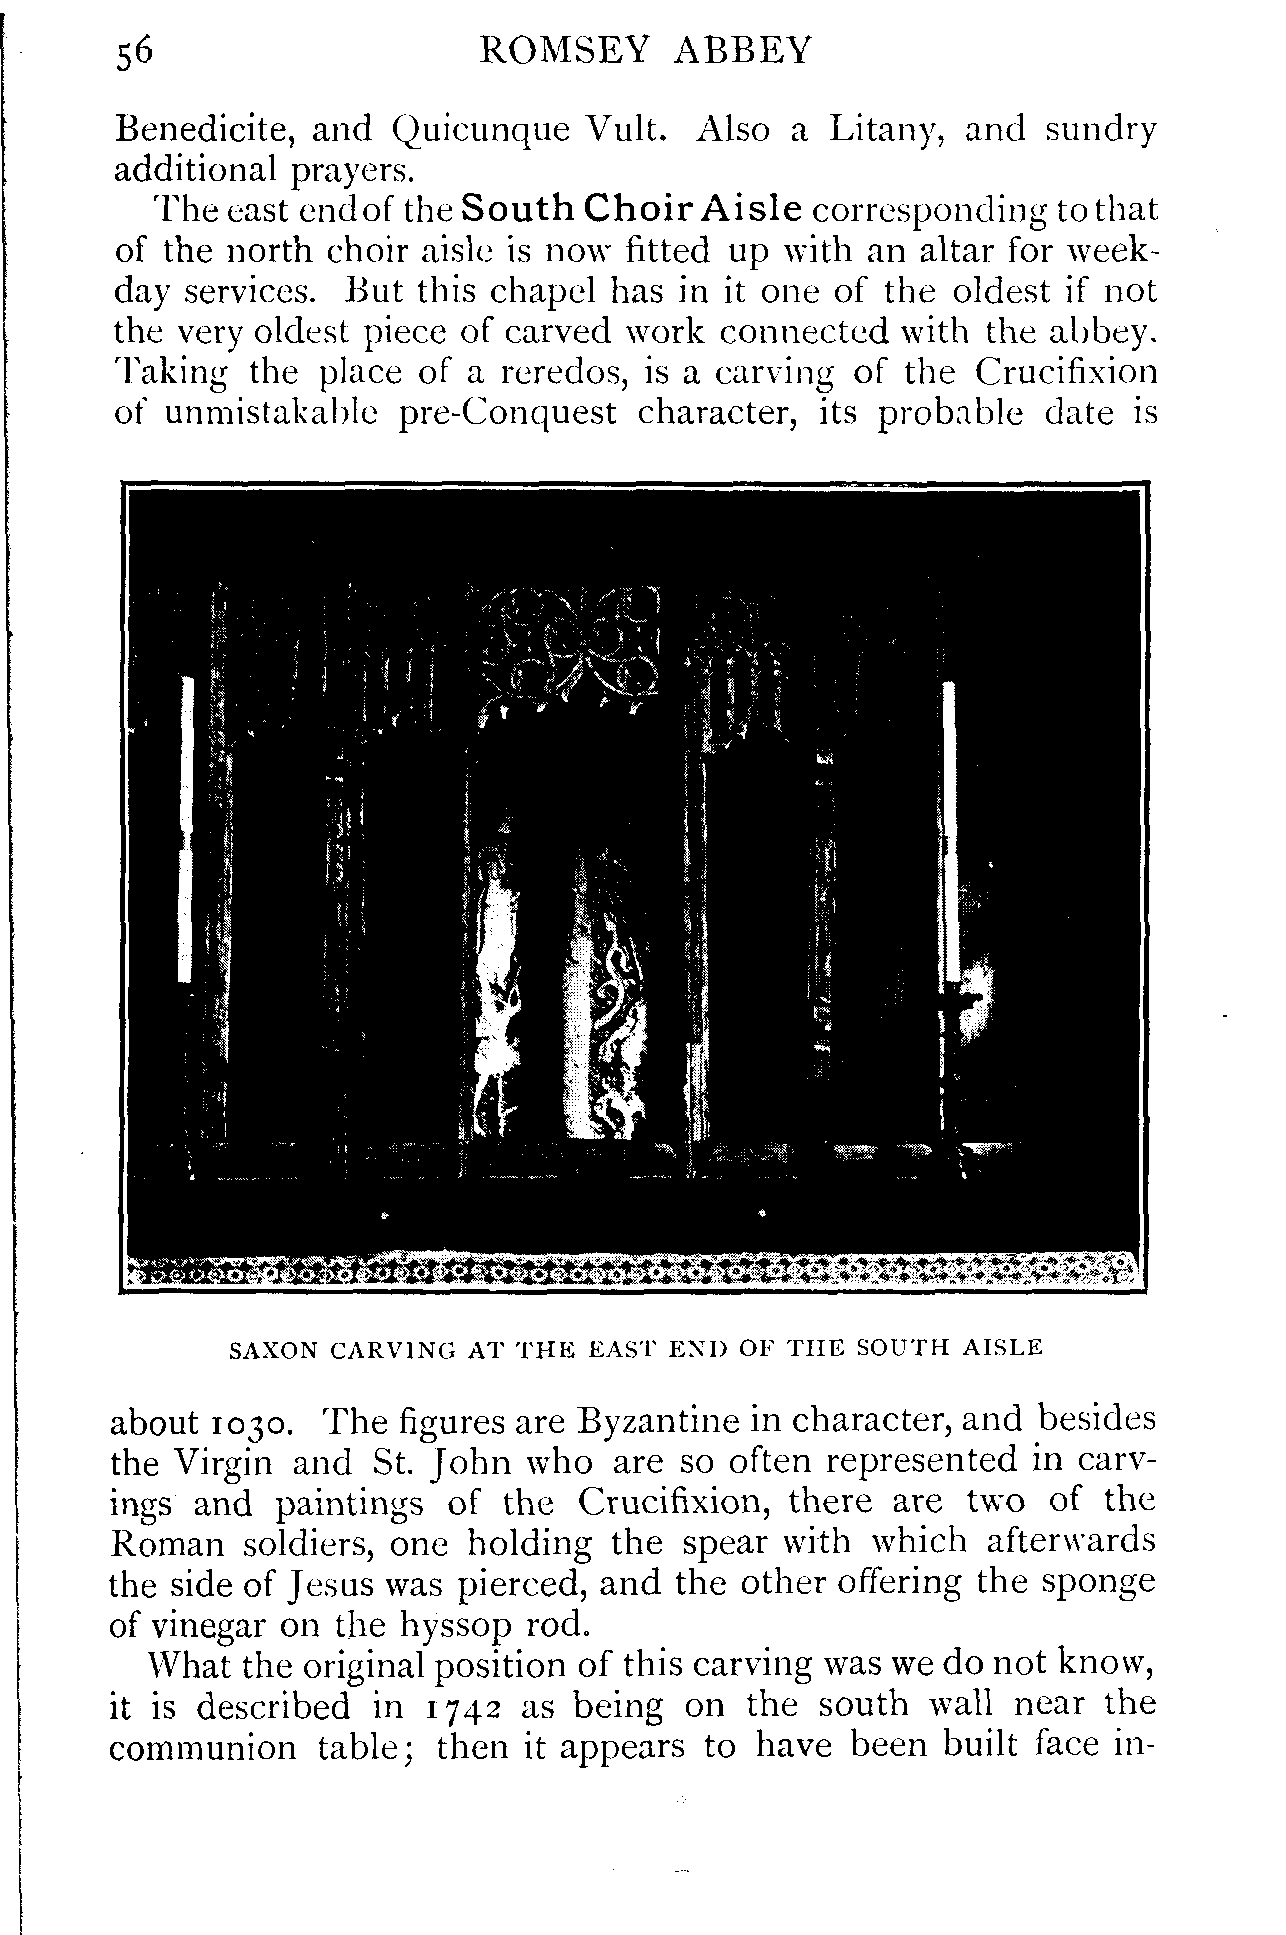 56 ROMSEY ABBEY
Benedicite, and Quicunque Vult. Also a Litany, and sundry
additional prayers.
The east end of the South Choir Aisle corresponding to that
of the north choir aisle is now fitted up with an altar for week-
day services. But this chapel has in it one of the oldest if not
the very oldest piece of carved work connected with the abbey.
Taking the place of a reredos, is a carving of the Crucifixion
of unmistakable pre-Conquest character, its probable date is
SAXON CARVING AT THE EAST END OF THE SOUTH AISLE
about 1030. The figures are Byzantine in character, and besides
the Virgin and St. John who are so often represented in carv-
ings and paintings of the Crucifixion, there are two of the
Roman soldiers, one holding the spear with which afterwards
the side of Jesus was pierced, and the other offering the sponge
of vinegar on the hyssop rod.
What the original position of this carving was we do not know,
it is described in 1742 as being on the south wall near the
communion table; then it appears to have been built face in-